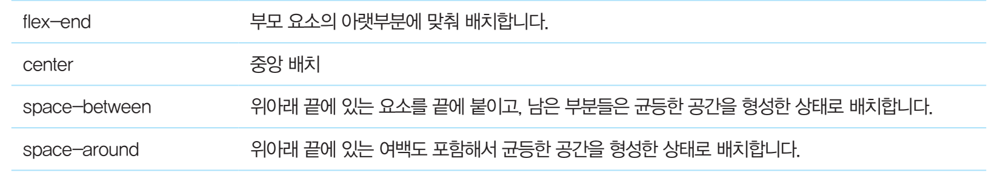 flex-end 부모 요소의 아랫부분에 맞춰 배치합니다.
center 중앙 배치
space-between 위아래 끝에 있는 요소를 끝에 붙이고, 남은 부분들은 균등한 공간을 형성한 상태로 배치합니다.
space-around 위아래 끝에 있는 여백도 포함해서 균등한 공간을 형성한 상태로 배치합니다.